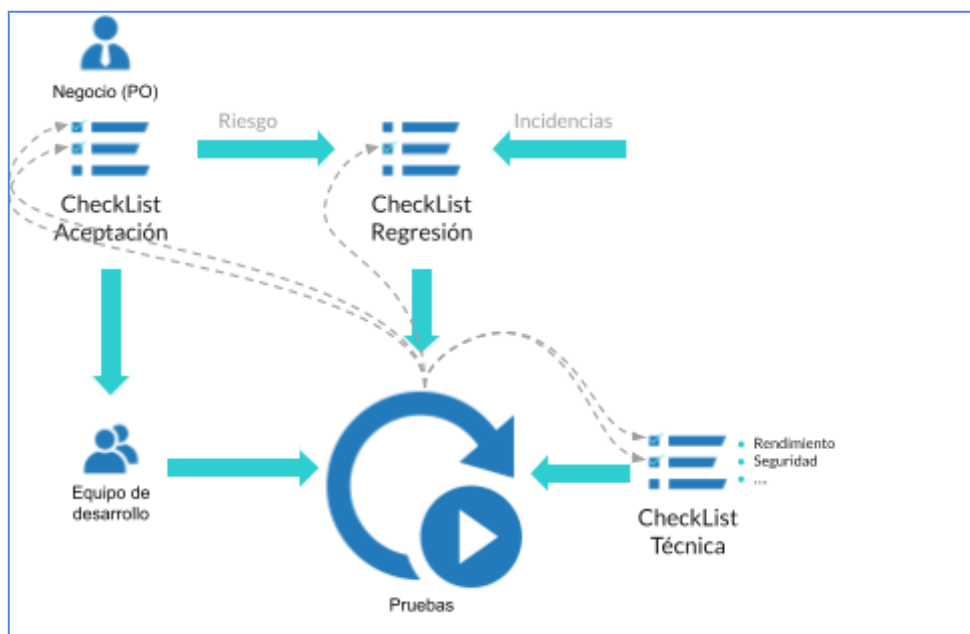 Negocio (PO)
Riesgo
Incidencias
CheckList
Aceptación
CheckList
Regresión
Equipo de
desarrollo
Rendimiento
Seguridad
...
CheckList
Técnica
Pruebas